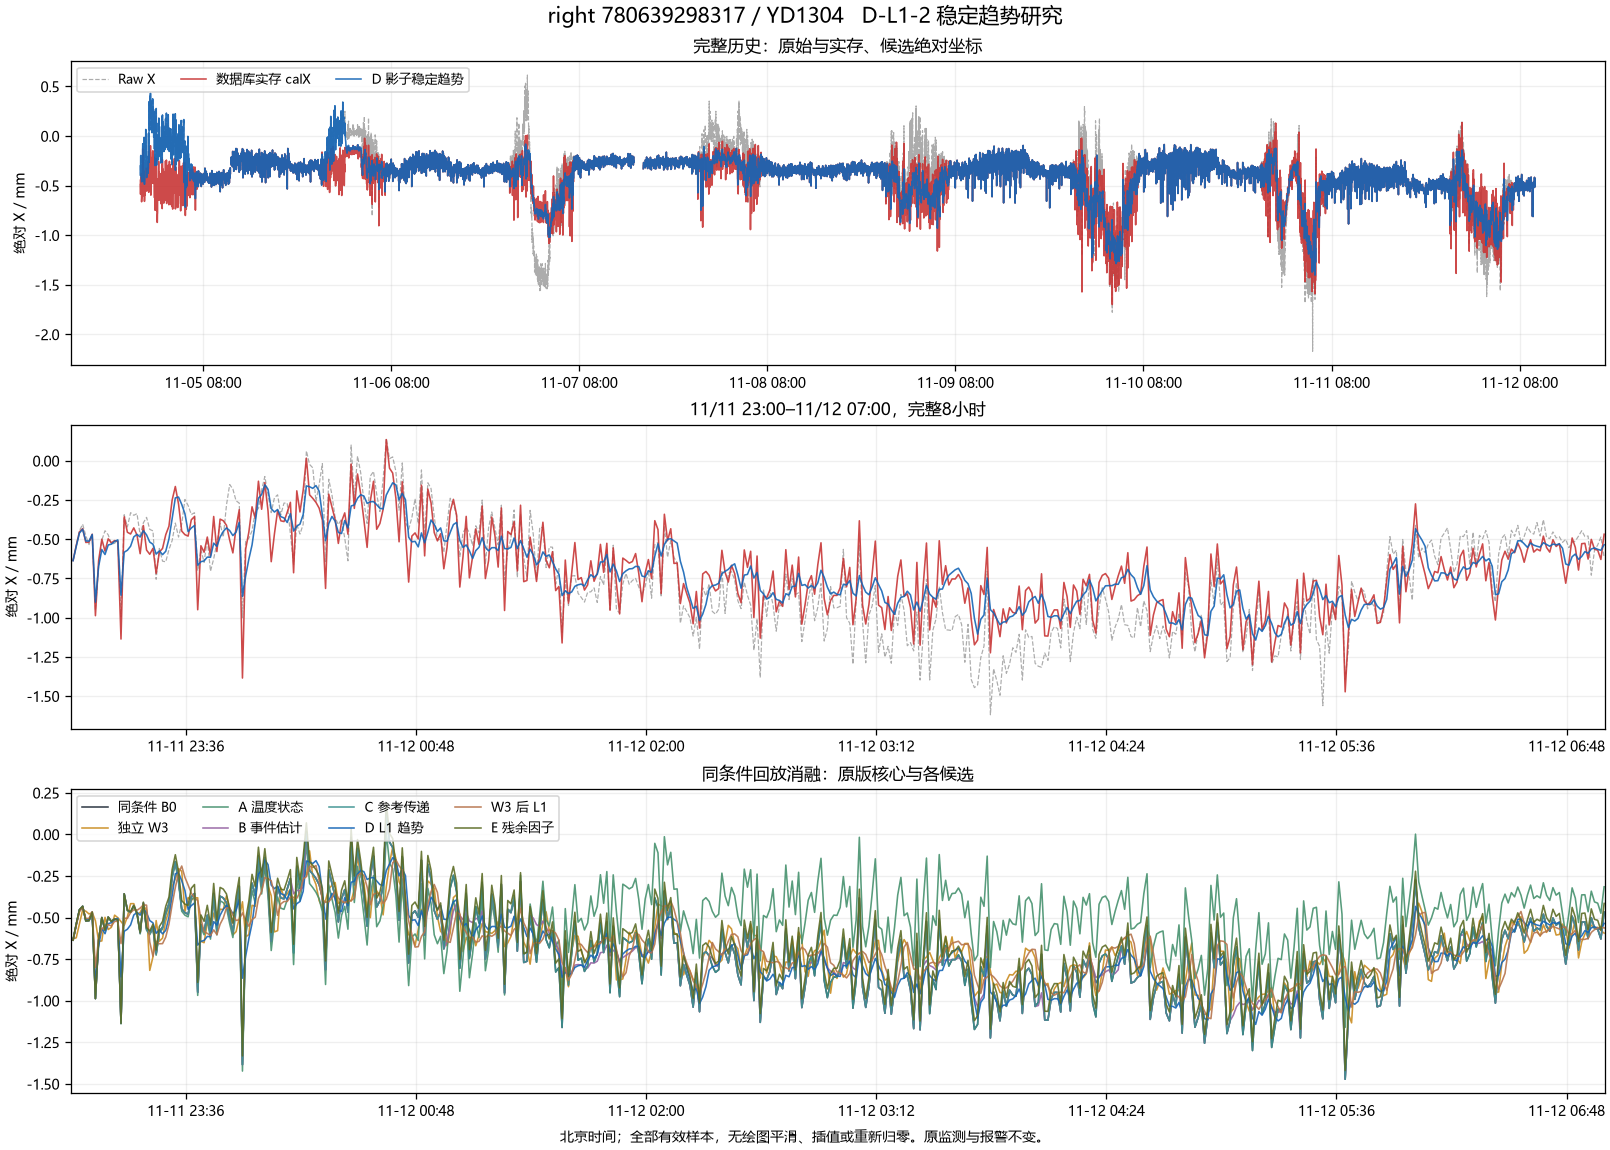 right 780639298317 / YD1304   D-L1-2 稳定趋势研究
完整历史：原始与实存、候选绝对坐标
Raw X
数据库实存 calX
D 影子稳定趋势
绝对 X / mm
0.5
0.0
-0.5
-1.0
-1.5
-2.0
11-05 08:00
11-06 08:00
11-07 08:00
11-08 08:00
11-09 08:00
11-10 08:00
11-11 08:00
11-12 08:00
11/11 23:00–11/12 07:00，完整8小时
绝对 X / mm
0.00
-0.25
-0.50
-0.75
-1.00
-1.25
-1.50
11-11 23:36
11-12 00:48
11-12 02:00
11-12 03:12
11-12 04:24
11-12 05:36
11-12 06:48
同条件回放消融：原版核心与各候选
同条件 B0
独立 W3
A 温度状态
B 事件估计
C 参考传递
D L1 趋势
W3 后 L1
E 残余因子
绝对 X / mm
0.25
0.00
-0.25
-0.50
-0.75
-1.00
-1.25
-1.50
11-11 23:36
11-12 00:48
11-12 02:00
11-12 03:12
11-12 04:24
11-12 05:36
11-12 06:48
北京时间；全部有效样本，无绘图平滑、插值或重新归零。原监测与报警不变。